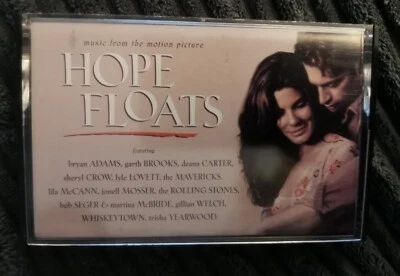 music from the motion picture
HOPE
FLOATS
featuring
bryan ADAMS, garth BROOKS, deana CARTER,
sheryl CROW, lyle LOVETT, the MAVERICKS,
lila McCANN, jonell MOSSER, the ROLLING STONES,
bob SEGER & martina McBRIDE, gillian WELCH,
WHISKEYTOWN, trisha YEARWOOD